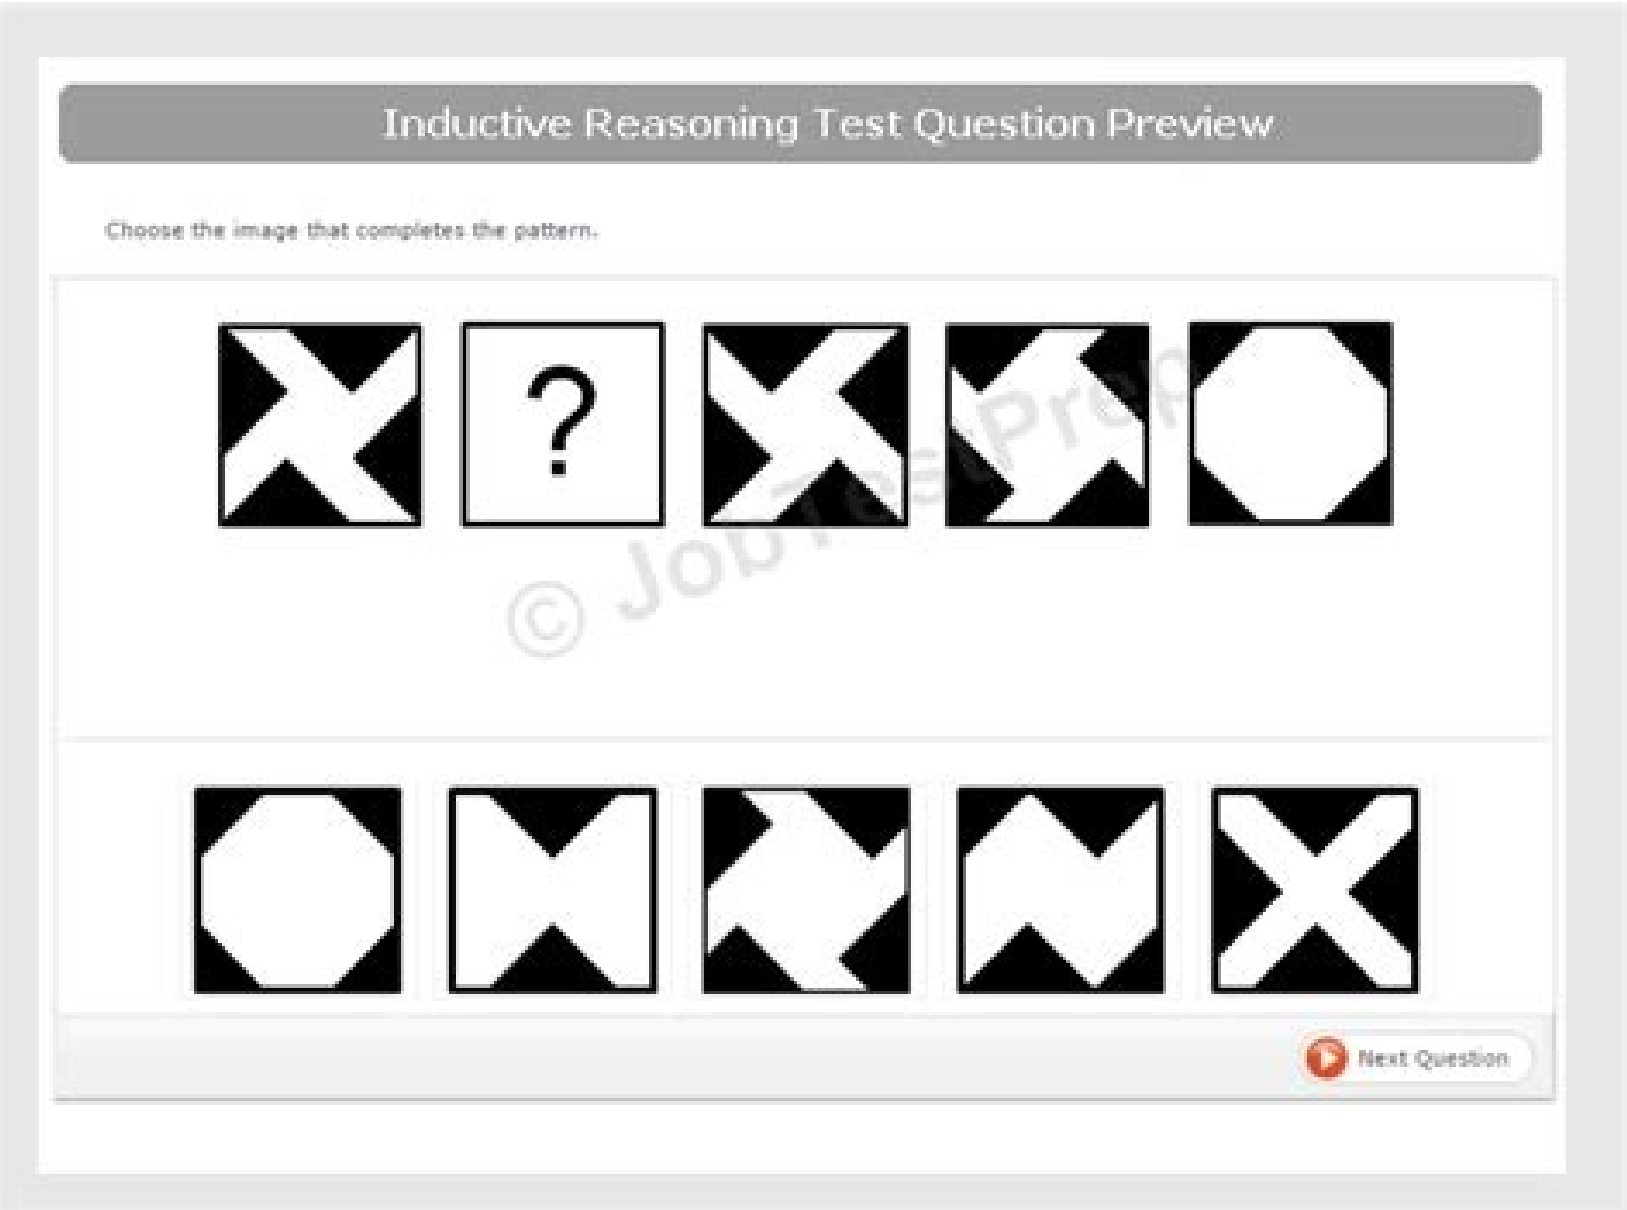 Inductive Reasoning Test Question Preview
Choose the image that completes the pattern.
?
© JobTestPrep
Next Question